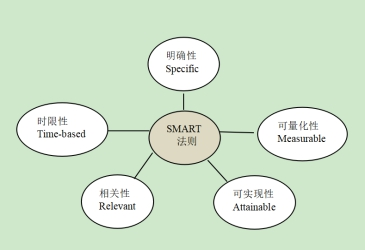 明确性
Specific
时限性
Time-based
SMART
法则
可量化性
Measurable
相关性
Relevant
可实现性
Attainable